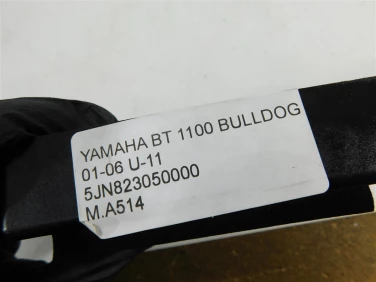 YAMAHA BT 1100 BULLDOG
01-06 U-11
5JN823050000
M.A514